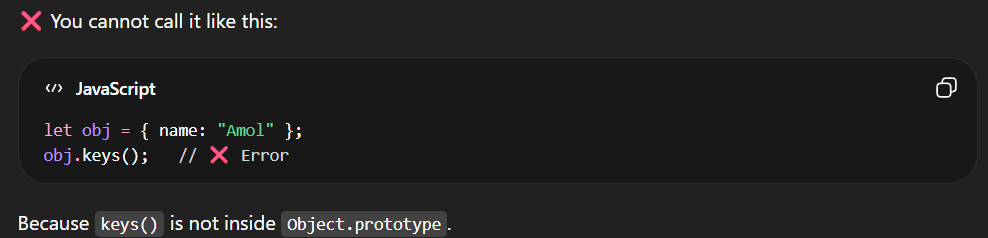 ❌ You cannot call it like this:
</> JavaScript
let obj = { name: "Amol" };
obj.keys();   // ❌ Error
Because keys() is not inside Object.prototype.